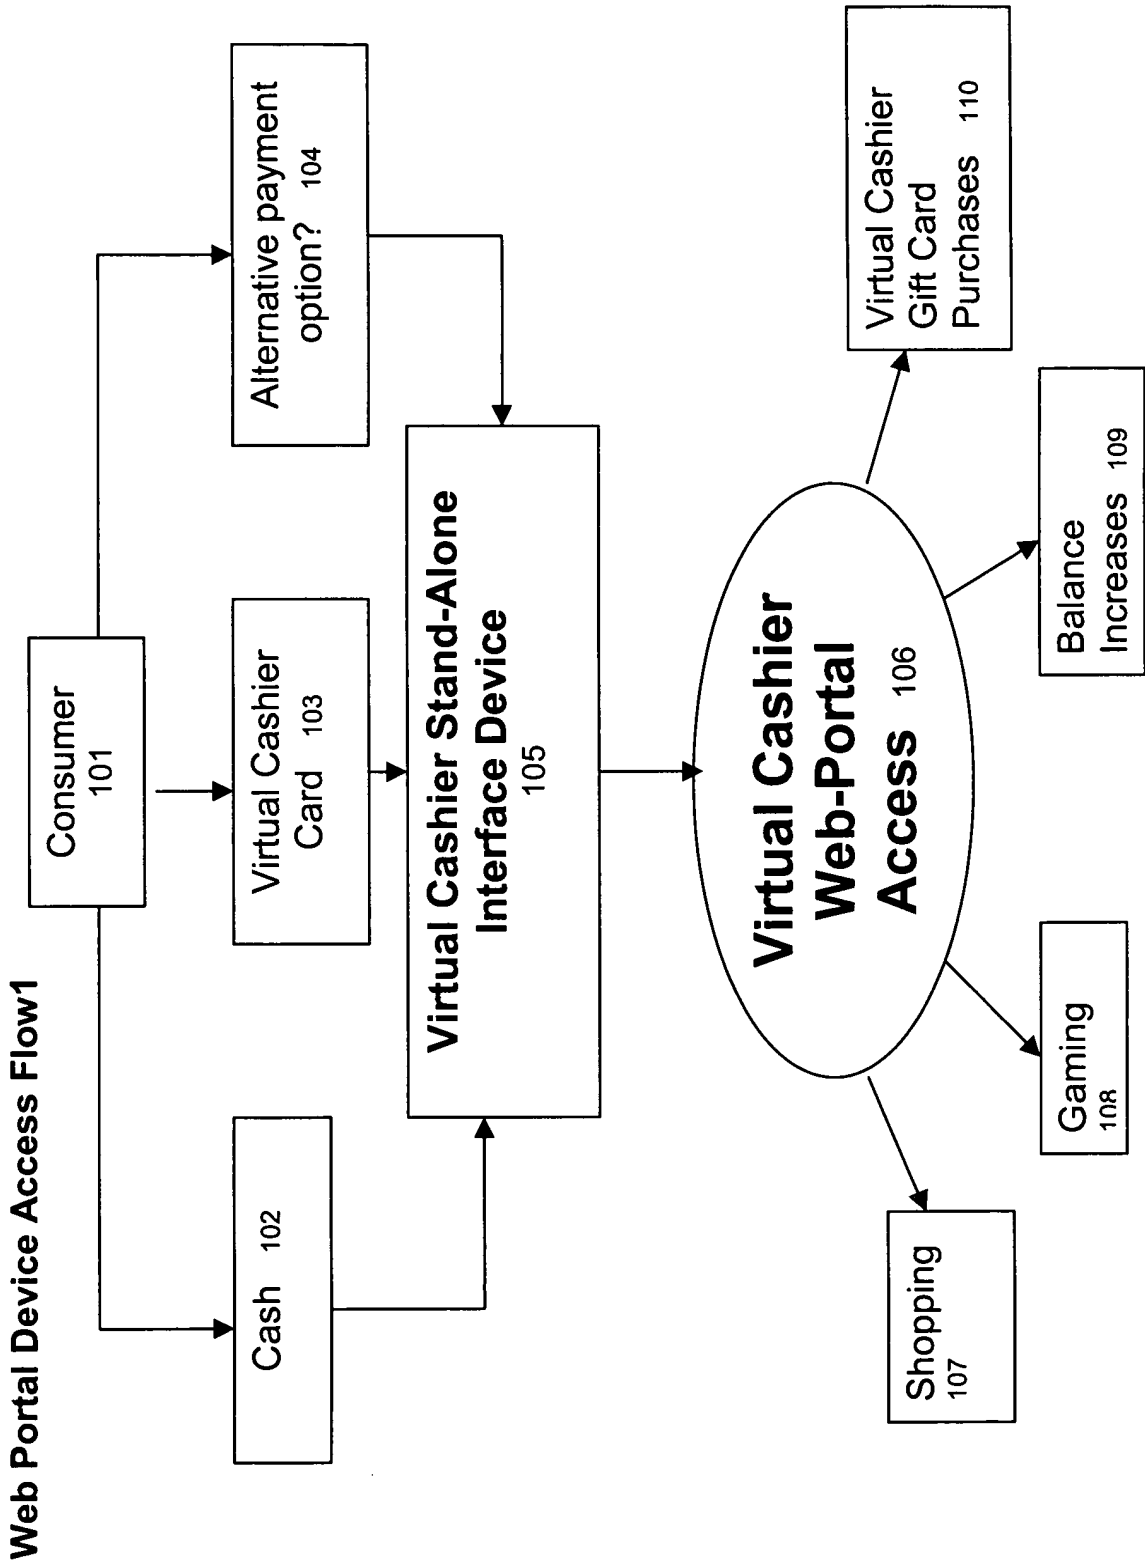 Web Portal Device Access Flow1
Consumer
101
Cash 102
Virtual Cashier
Card 103
Alternative payment
option? 104
Virtual Cashier Stand-Alone
Interface Device
105
Virtual Cashier
Web-Portal
Access 106
Shopping
107
Gaming
108
Balance
Increases 109
Virtual Cashier
Gift Card
Purchases 110